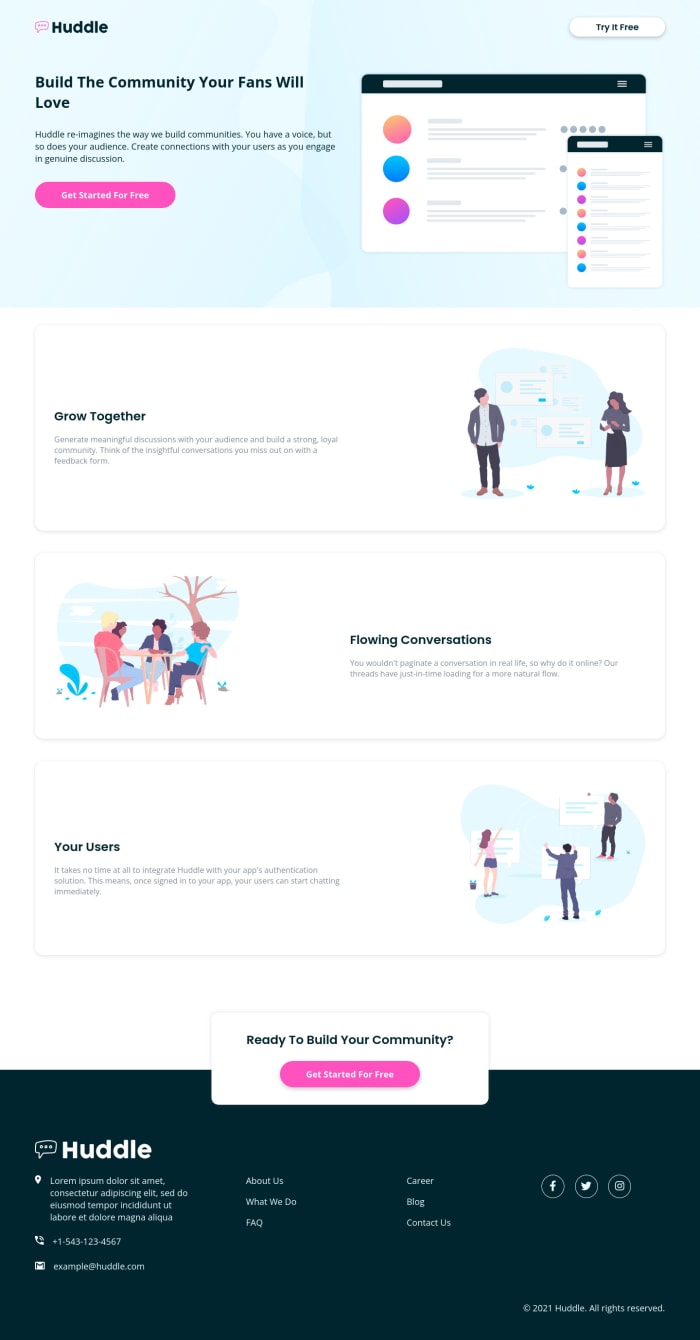 Huddle
Try It Free
Build The Community Your Fans Will
Love
Huddle re-imagines the way we build communities. You have a voice, but
so does your audience. Create connections with your users as you engage
in genuine discussion.
Get Started For Free
Grow Together
Generate meaningful discussions with your audience and build a strong, loyal
community. Think of the insightful conversations you miss out on with a
feedback form.
Flowing Conversations
You wouldn't paginate a conversation in real life, so why do it online? Our
threads have just-in-time loading for a more natural flow.
Your Users
It takes no time at all to integrate Huddle with your app's authentication
solution. This means, once signed in to your app, your users can start chatting
immediately.
Ready To Build Your Community?
Get Started For Free
Huddle
Lorem ipsum dolor sit amet,
consectetur adipiscing elit, sed do
eiusmod tempor incididunt ut
labore et dolore magna aliqua
+1-543-123-4567
example@huddle.com
About Us
What We Do
FAQ
Career
Blog
Contact Us
© 2021 Huddle. All rights reserved.